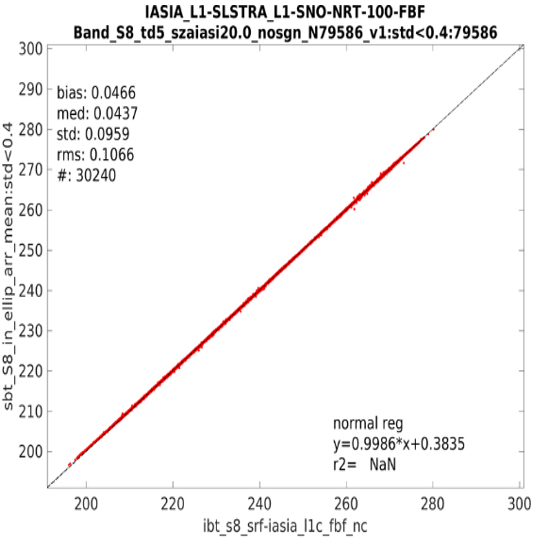 IASIA_L1-SLSTRA_L1-SNO-NRT-100-FBF
Band_S8_td5_szaiasi20.0_nosgn_N79586_v1:std<0.4:79586
300
290
280
270
260
250
240
230
220
210
200
bias: 0.0466
med: 0.0437
std: 0.0959
rms: 0.1066
#: 30240
sbt_S8_in_ellip_arr_mean:std<0.4
normal reg
y=0.9986*x+0.3835
r2= NaN
200 220 240 260 280 300
ibt_s8_srf-iasia_l1c_fbf_nc